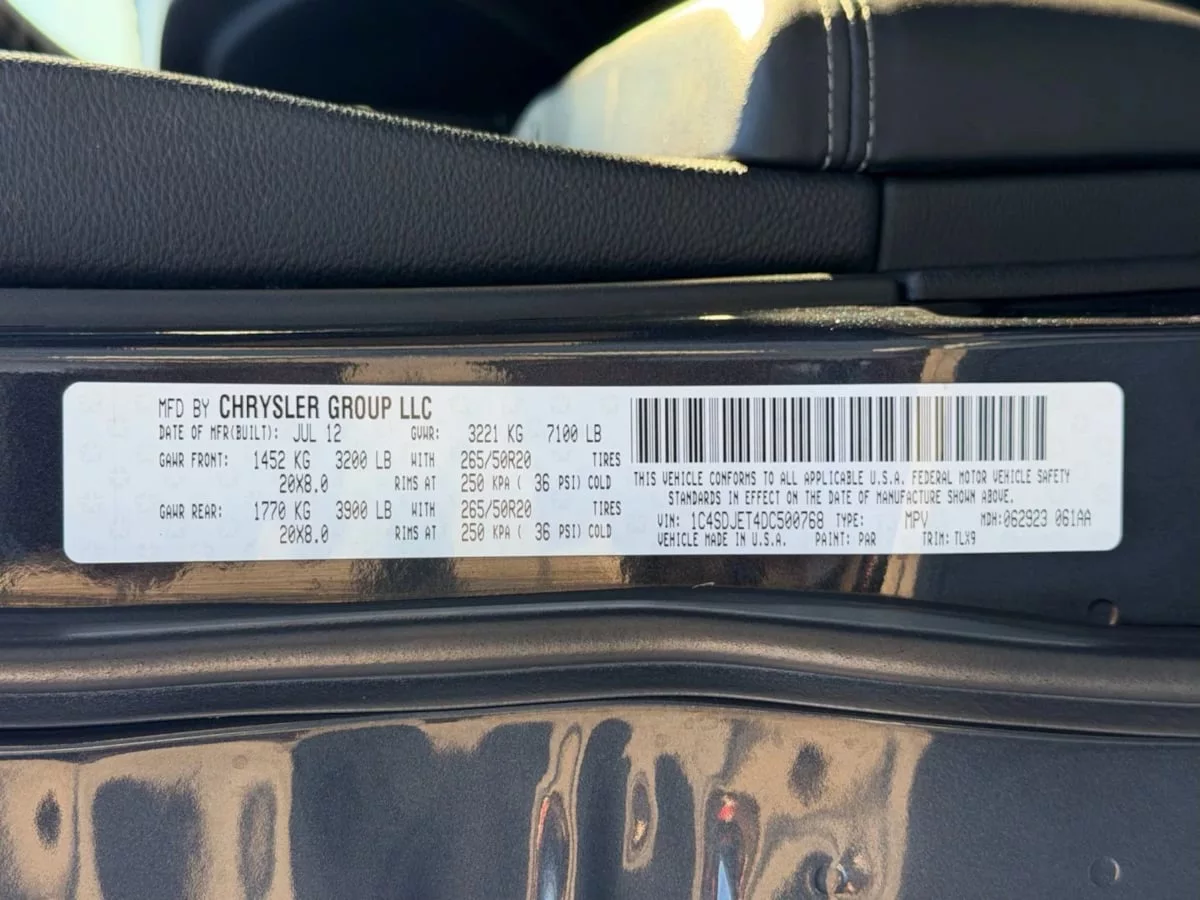 MFD BY CHRYSLER GROUP LLC
DATE OF MFR(BUILT): JUL 12 GVWR: 3221 KG 7100 LB
GAWR FRONT: 1452 KG 3200 LB WITH 265/50R20 TIRES
20X8.0 RIMS AT 250 KPA ( 36 PSI) COLD
GAWR REAR: 1770 KG 3900 LB WITH 265/50R20 TIRES
20X8.0 RIMS AT 250 KPA ( 36 PSI) COLD
THIS VEHICLE CONFORMS TO ALL APPLICABLE U.S.A. FEDERAL MOTOR VEHICLE SAFETY
STANDARDS IN EFFECT ON THE DATE OF MANUFACTURE SHOWN ABOVE.
VIN: 1C4SDJET4DC500768 TYPE: MPV MDH:062923 061AA
VEHICLE MADE IN U.S.A. PAINT: PAR TRIM: TLX9